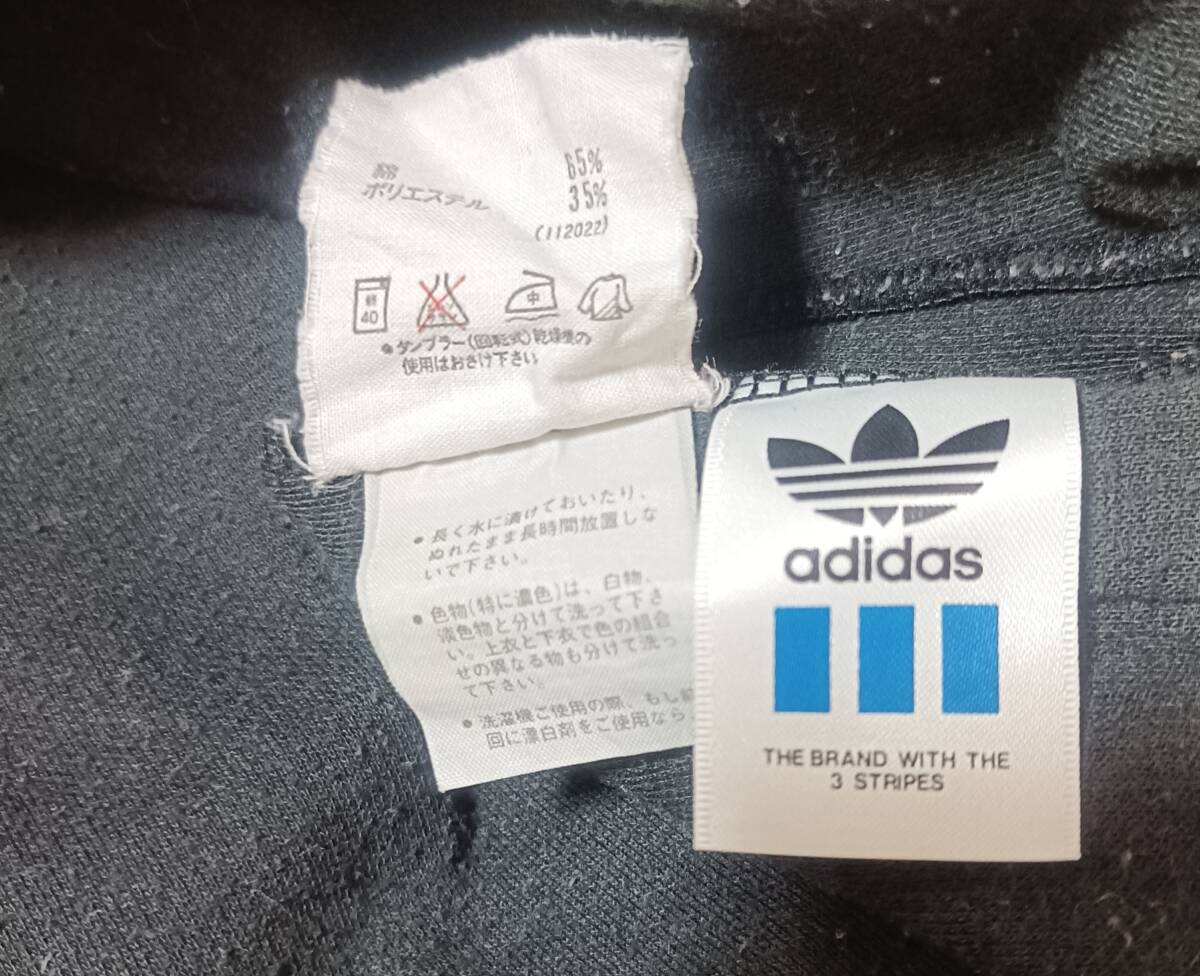 綿 65%
ポリエステル 35%
(112022)
40
中
●タンブラー(回転式)乾燥機の
使用はおさけ下さい
●長く水に漬けておいたり、
ぬれたまま長時間放置しな
いで下さい。
●色物(特に濃色)は、白物、
淡色物と分けて洗って下さ
い。上衣と下衣で色の組合
せの異なる物も分けて洗っ
て下さい。
●洗濯機ご使用の際、もし前
回に漂白剤をご使用なら
adidas
THE BRAND WITH THE
3 STRIPES